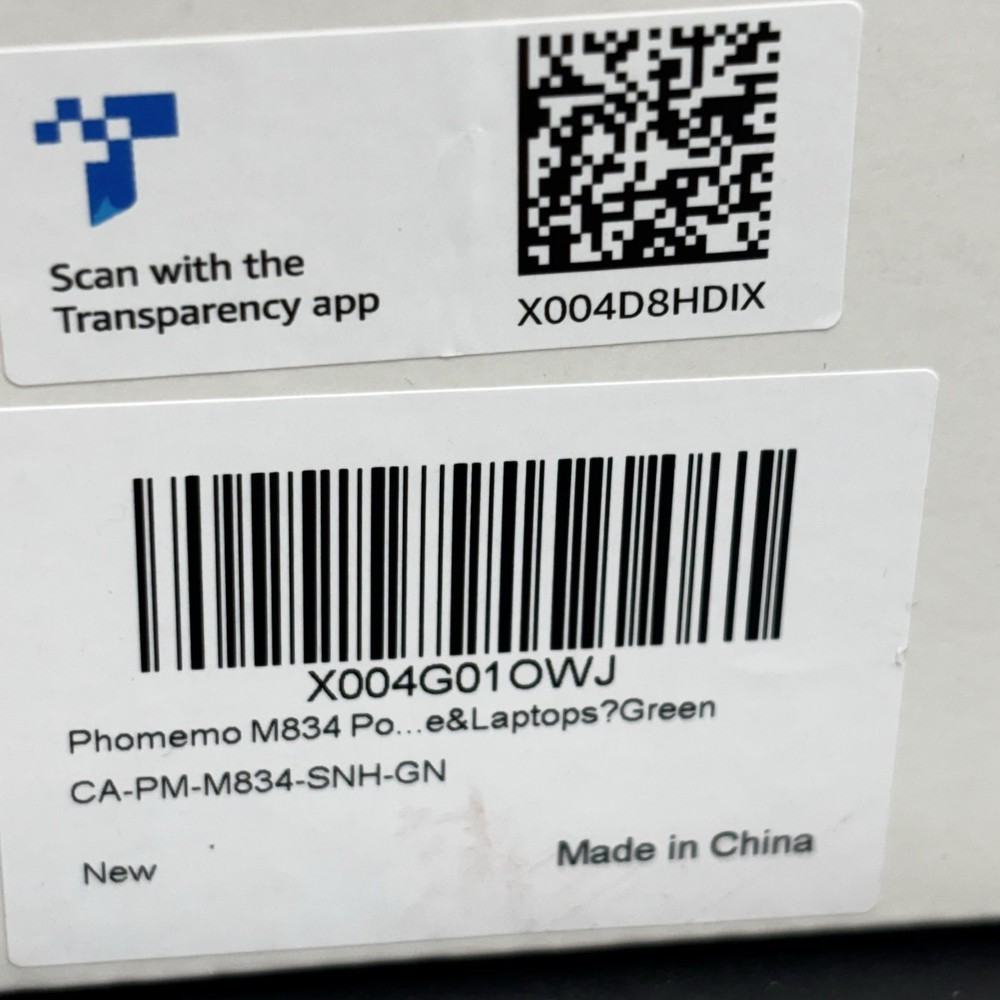 Scan with the
Transparency app
X004D8HDIX
X004G01OWJ
Phomemo M834 Po...e&Laptops?Green
CA-PM-M834-SNH-GN
New
Made in China